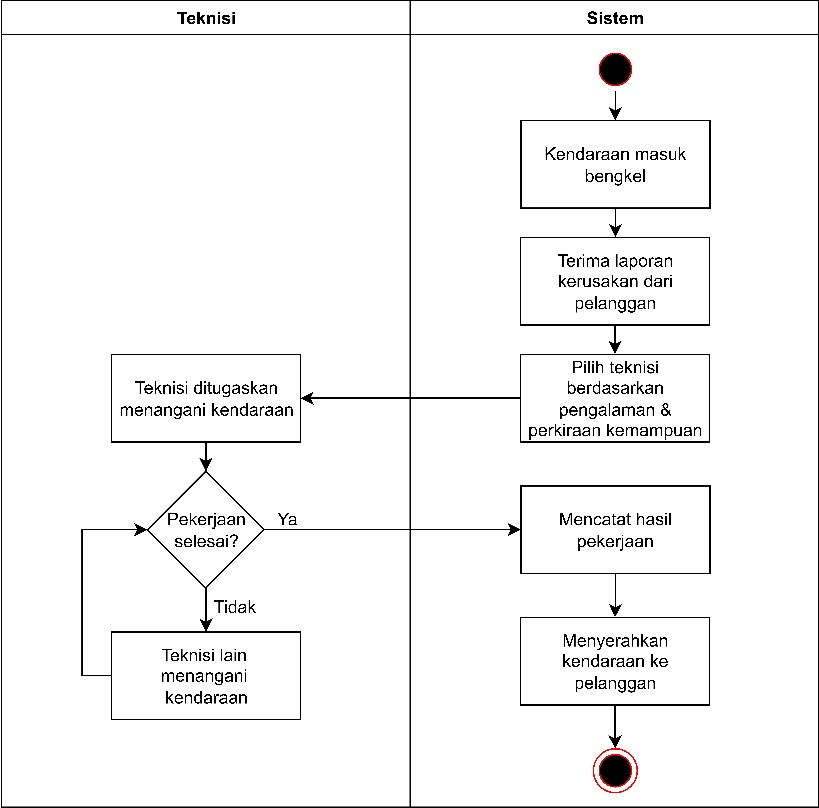 Teknisi
Sistem
Kendaraan masuk
bengkel
Terima laporan
kerusakan dari
pelanggan
Pilih teknisi
berdasarkan
pengalaman &
perkiraan kemampuan
Teknisi ditugaskan
menangani kendaraan
Pekerjaan
selesai?
Ya
Tidak
Teknisi lain
menangani
kendaraan
Mencatat hasil
pekerjaan
Menyerahkan
kendaraan ke
pelanggan